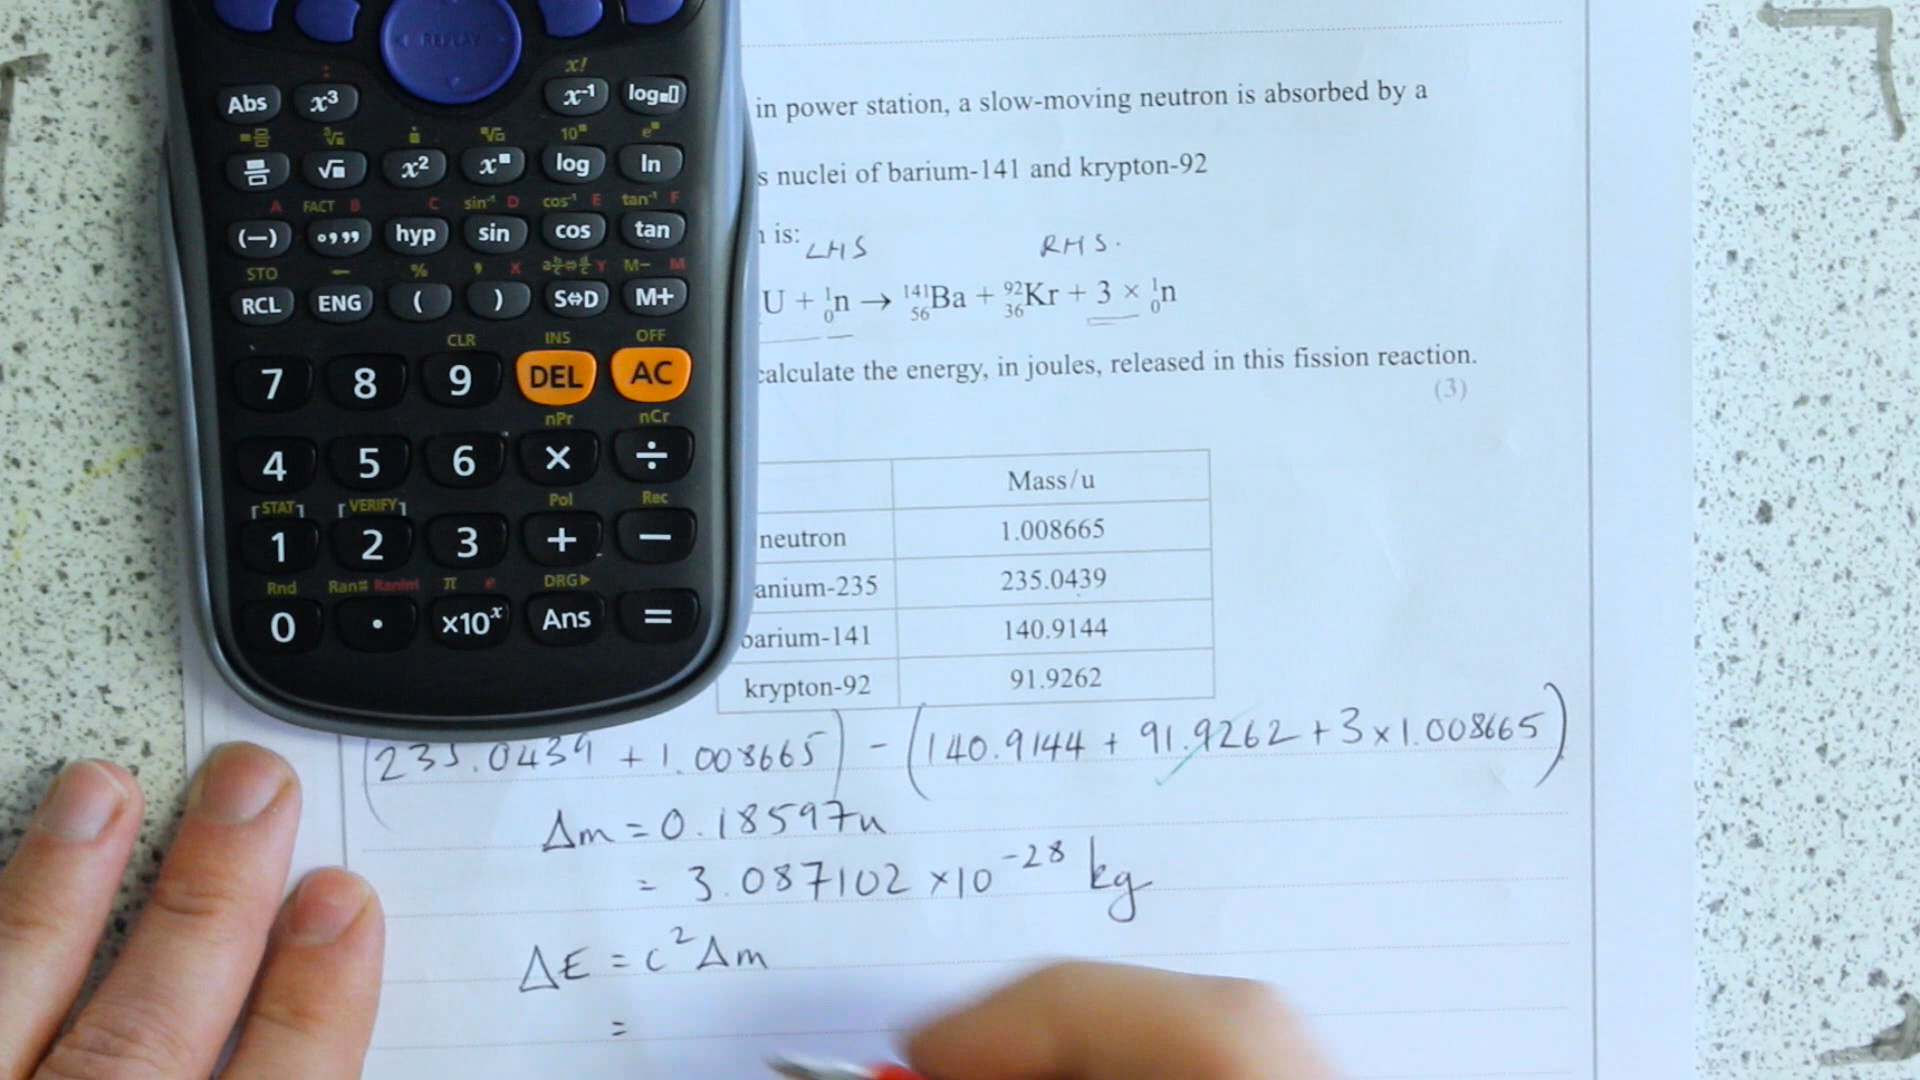 REPLAY
x!
Abs x³ x⁻¹ log
10■ e■
√■ x² x■ log ln
A FACT B C sin⁻¹ D cos⁻¹ E tan⁻¹ F
(−) °,,, hyp sin cos tan
STO ← % , X Y M− M
RCL ENG ( ) S⇔D M+
CLR INS OFF
7 8 9 DEL AC
nPr nCr
4 5 6 × ÷
STAT VERIFY Pol Rec
1 2 3 + −
Rnd Ran# RanInt π e DRG▶
0 . ×10ˣ Ans =
in power station, a slow-moving neutron is absorbed by a
s nuclei of barium-141 and krypton-92
is:
LHS RHS.
U + ¹₀n → ¹⁴¹₅₆Ba + ⁹²₃₆Kr + 3 × ¹₀n
calculate the energy, in joules, released in this fission reaction.
(3)
Mass/u
neutron 1.008665
anium-235 235.0439
barium-141 140.9144
krypton-92 91.9262
(235.0439 + 1.008665) - (140.9144 + 91.9262 + 3 × 1.008665)
Δm = 0.18597u
= 3.087102 × 10⁻²⁸ kg
ΔE = c²Δm
=